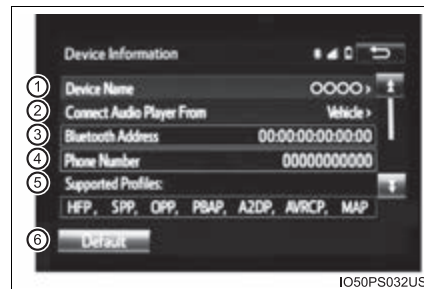 Device Information
① Device Name OOOO >
② Connect Audio Player From Vehicle >
③ Bluetooth Address 00:00:00:00:00:00
④ Phone Number 00000000000
⑤ Supported Profiles:
HFP, SPP, OPP, PBAP, A2DP, AVRCP, MAP
⑥ Default
IO50PS032US